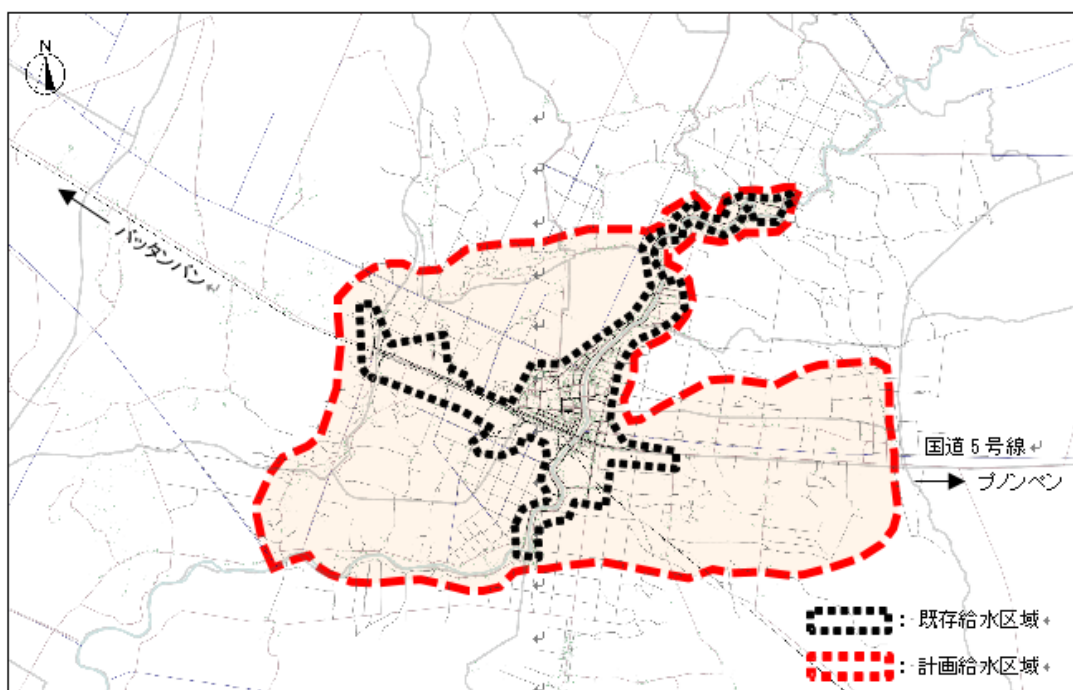 N
バッタンバン
国道5号線
プノンペン
: 既存給水区域
: 計画給水区域